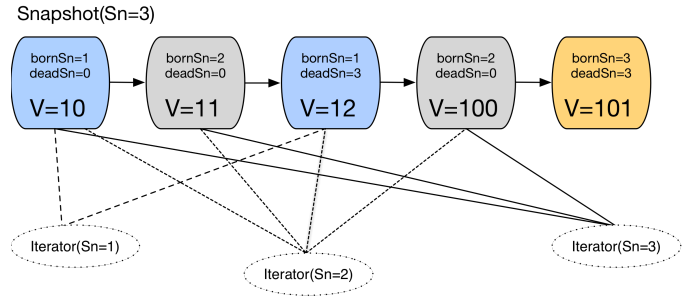 Snapshot(Sn=3)
bornSn=1
deadSn=0
V=10
bornSn=2
deadSn=0
V=11
bornSn=1
deadSn=3
V=12
bornSn=2
deadSn=0
V=100
bornSn=3
deadSn=3
V=101
Iterator(Sn=1)
Iterator(Sn=2)
Iterator(Sn=3)